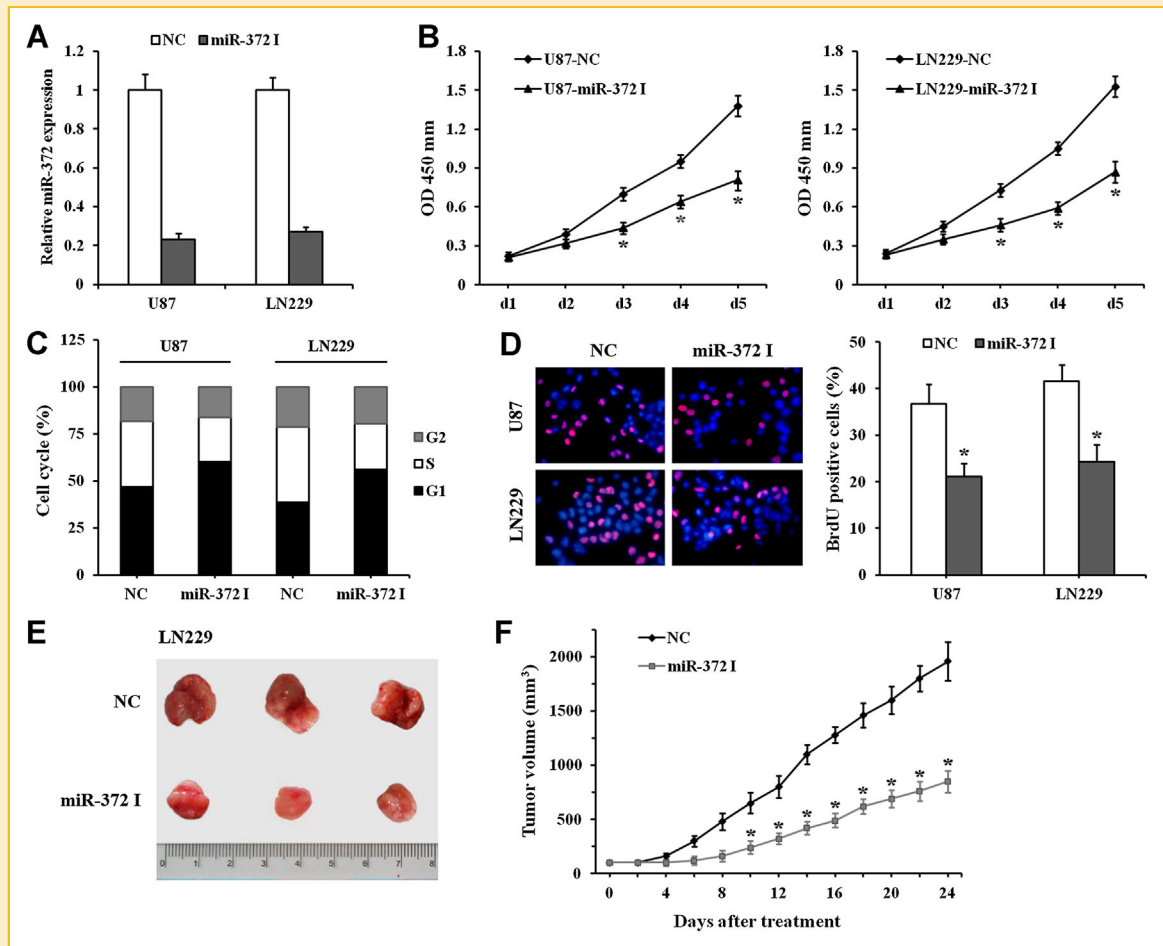 A
NC miR-372 I
Relative miR-372 expression
1.2
1
0.8
0.6
0.4
0.2
0
U87 LN229
B
U87-NC
U87-miR-372 I
OD 450 mm
1.8
1.5
1.2
0.9
0.6
0.3
0
* * *
d1 d2 d3 d4 d5
LN229-NC
LN229-miR-372 I
OD 450 mm
1.8
1.5
1.2
0.9
0.6
0.3
0
* * *
d1 d2 d3 d4 d5
C
U87 LN229
Cell cycle (%)
125
100
75
50
25
0
G2
S
G1
NC miR-372 I NC miR-372 I
D
NC miR-372 I
U87
LN229
NC miR-372 I
BrdU positive cells (%)
50
40
30
20
10
0
* *
U87 LN229
E
LN229
NC
miR-372 I
0 1 2 3 4 5 6 7 8
F
NC
miR-372 I
Tumor volume (mm³)
2000
1500
1000
500
0
* * * * * * * *
0 4 8 12 16 20 24
Days after treatment